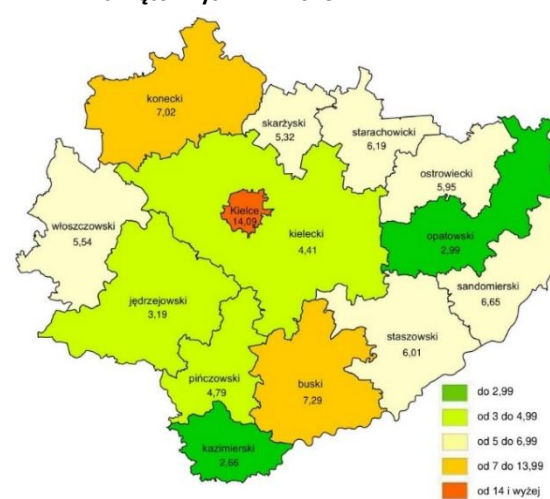 konecki
7,02
skarżyski
5,32
starachowicki
6,19
ostrowiecki
5,95
włoszczowski
5,54
Kielce
14,09
kielecki
4,41
opatowski
2,99
sandomierski
6,65
jędrzejowski
3,19
staszowski
6,01
pińczowski
4,79
buski
7,29
kazimierski
2,66
do 2,99
od 3 do 4,99
od 5 do 6,99
od 7 do 13,99
od 14 i wyżej